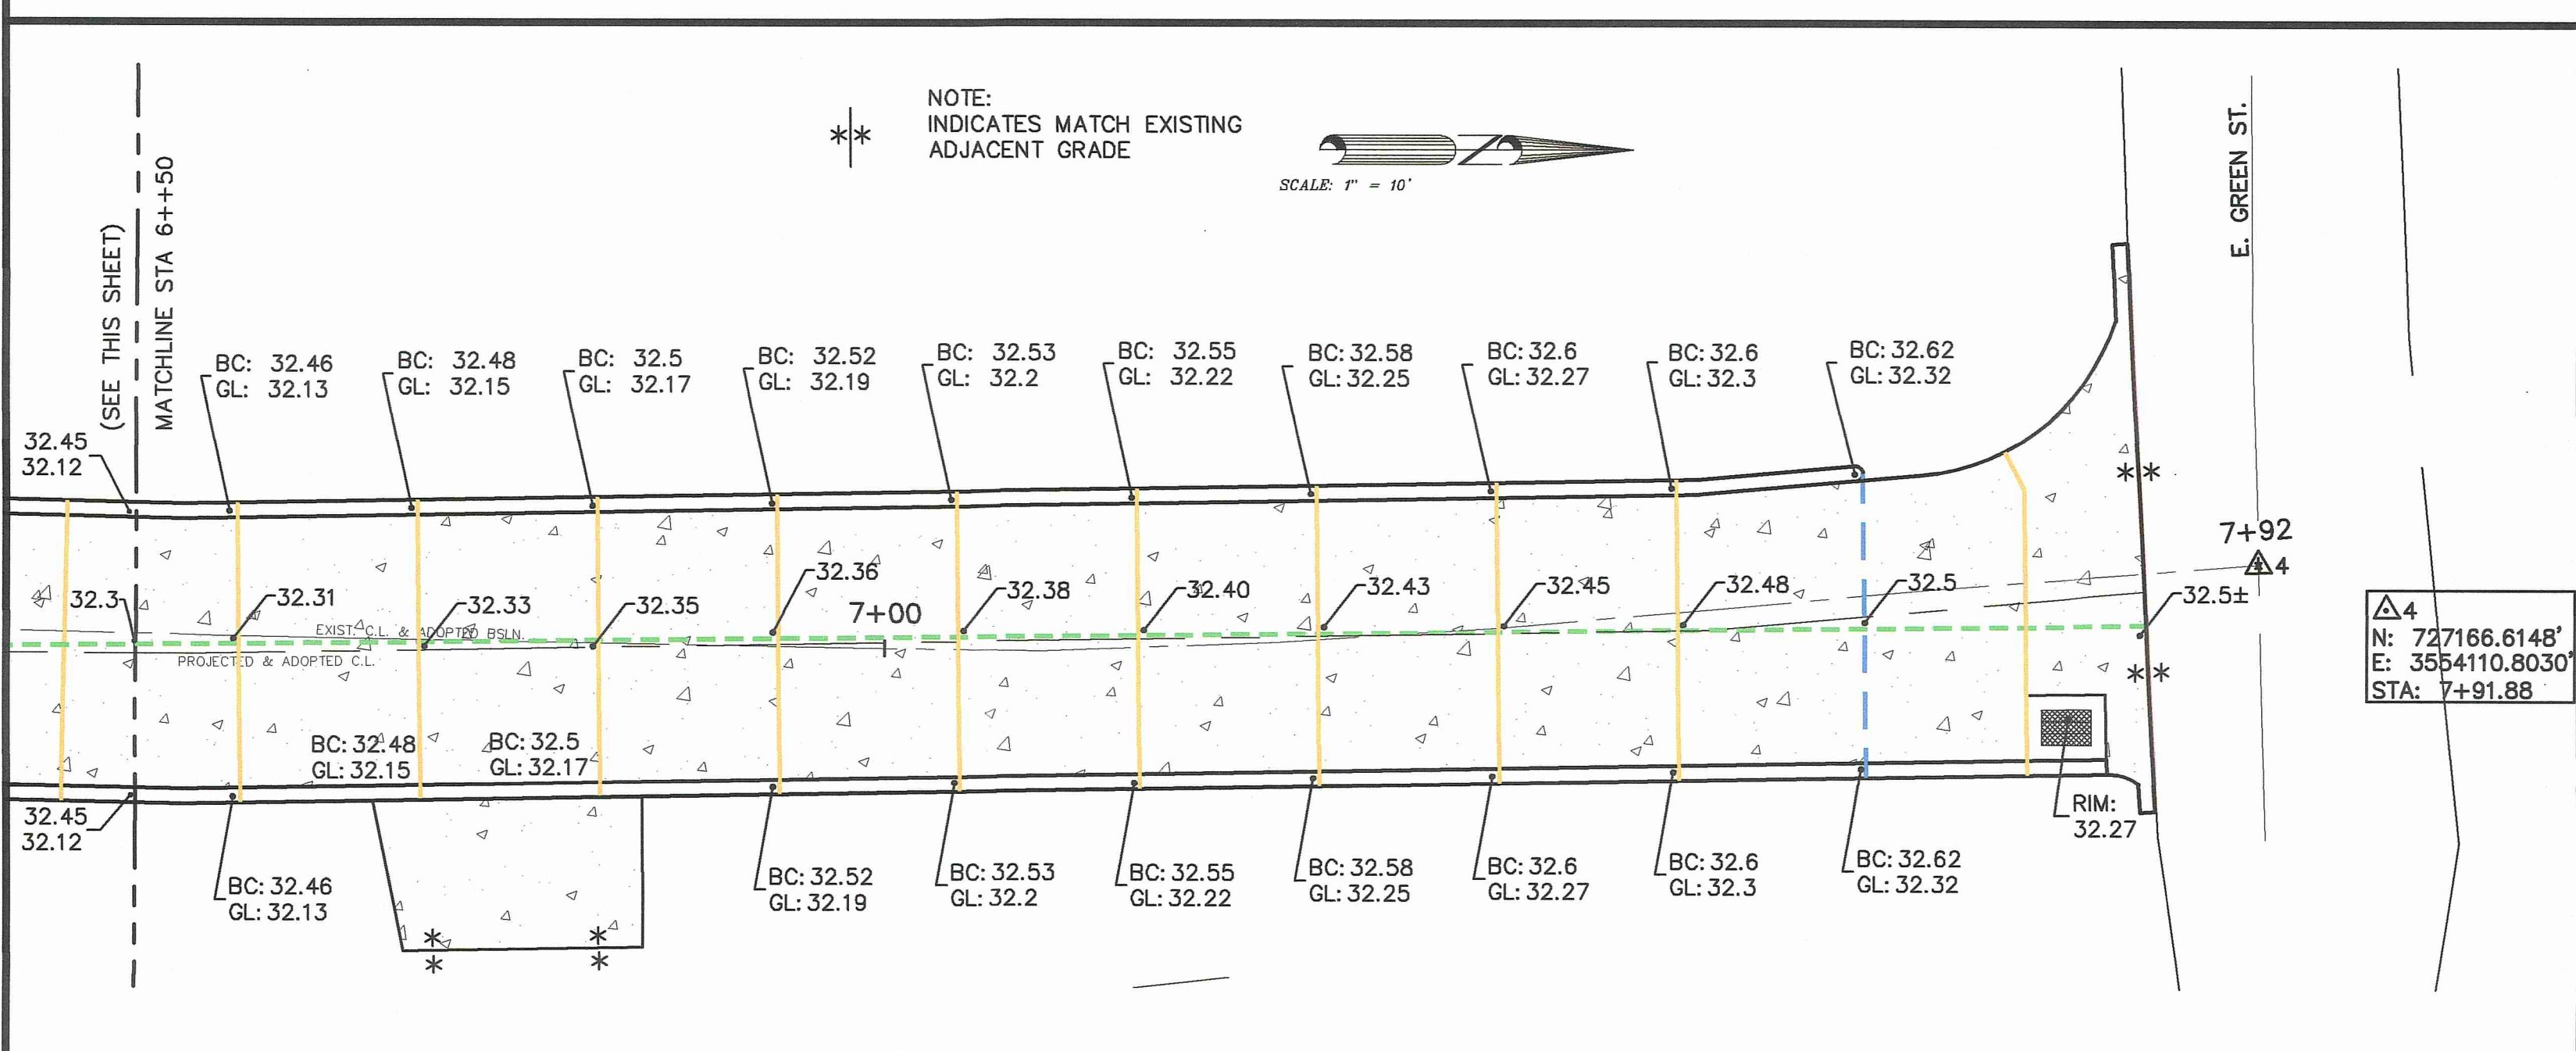 NOTE:
INDICATES MATCH EXISTING
ADJACENT GRADE
**
SCALE: 1" = 10'
E. GREEN ST.
(SEE THIS SHEET)
MATCHLINE STA 6++50
BC: 32.46
GL: 32.13
BC: 32.48
GL: 32.15
BC: 32.5
GL: 32.17
BC: 32.52
GL: 32.19
BC: 32.53
GL: 32.2
BC: 32.55
GL: 32.22
BC: 32.58
GL: 32.25
BC: 32.6
GL: 32.27
BC: 32.6
GL: 32.3
BC: 32.62
GL: 32.32
32.45
32.12
**
7+92
4
32.3
32.31
32.33
32.35
32.36
7+00
32.38
32.40
32.43
32.45
32.48
32.5
32.5±
EXIST. C.L. & ADOPTED BSLN.
PROJECTED & ADOPTED C.L.
4
N: 727166.6148'
E: 3554110.8030'
STA: 7+91.88
**
BC: 32.48
GL: 32.15
BC: 32.5
GL: 32.17
32.45
32.12
RIM:
32.27
BC: 32.46
GL: 32.13
BC: 32.52
GL: 32.19
BC: 32.53
GL: 32.2
BC: 32.55
GL: 32.22
BC: 32.58
GL: 32.25
BC: 32.6
GL: 32.27
BC: 32.6
GL: 32.3
BC: 32.62
GL: 32.32
* *
* *